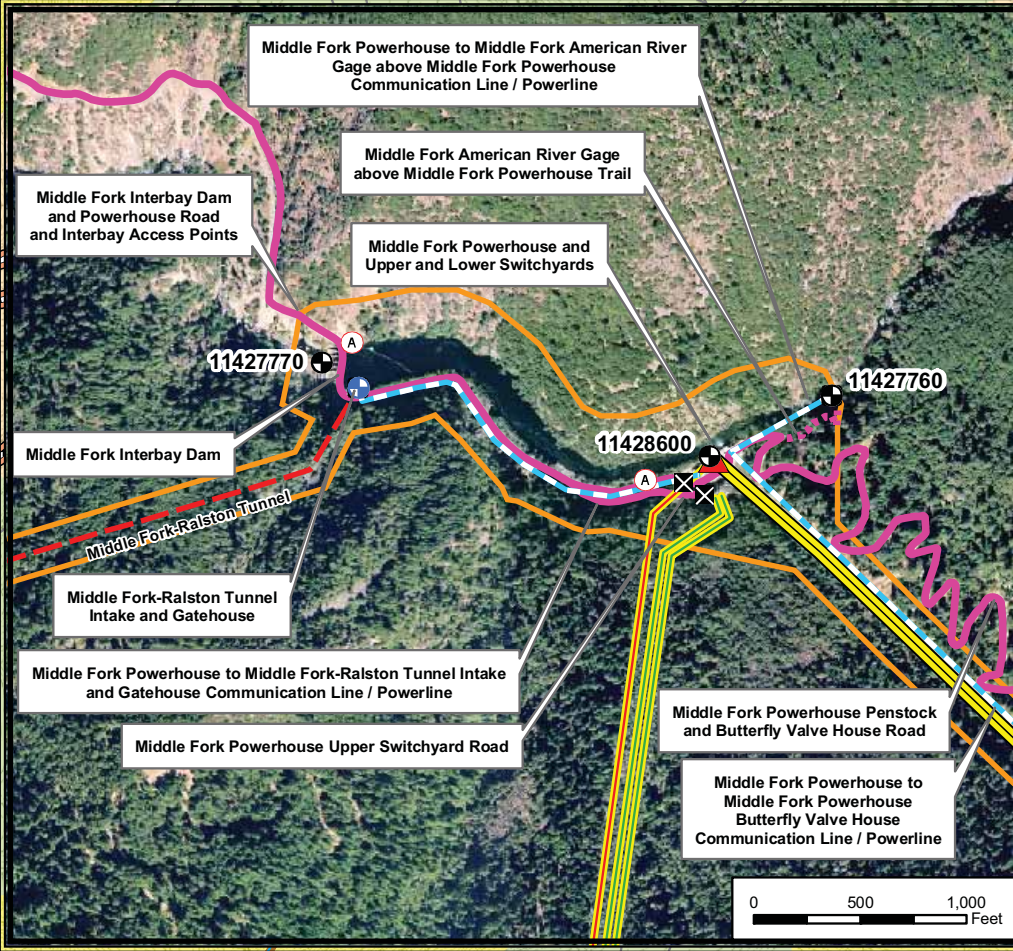 Middle Fork Powerhouse to Middle Fork American River
Gage above Middle Fork Powerhouse
Communication Line / Powerline
Middle Fork American River Gage
above Middle Fork Powerhouse Trail
Middle Fork Interbay Dam
and Powerhouse Road
and Interbay Access Points
Middle Fork Powerhouse and
Upper and Lower Switchyards
A
11427770
11427760
11428600
A
Middle Fork Interbay Dam
Middle Fork-Ralston Tunnel
Middle Fork-Ralston Tunnel
Intake and Gatehouse
Middle Fork Powerhouse to Middle Fork-Ralston Tunnel Intake
and Gatehouse Communication Line / Powerline
Middle Fork Powerhouse Upper Switchyard Road
Middle Fork Powerhouse Penstock
and Butterfly Valve House Road
Middle Fork Powerhouse to
Middle Fork Powerhouse
Butterfly Valve House
Communication Line / Powerline
0 500 1,000
Feet